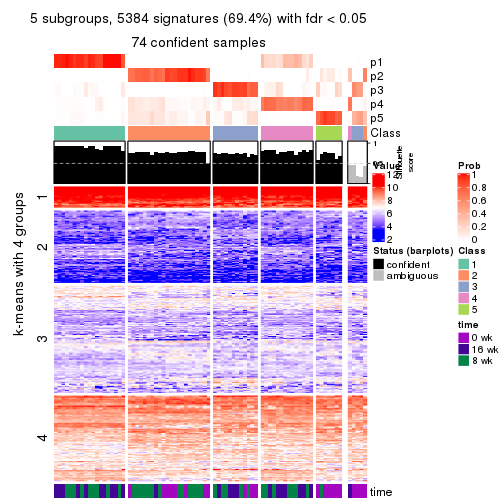 5 subgroups, 5384 signatures (69.4%) with fdr < 0.05
74 confident samples
p1
p2
p3
p4
p5
Class
1
0.5
0
Silhouette
score
k-means with 4 groups
1
2
3
4
time
Value
12
10
8
6
4
2
Prob
1
0.8
0.6
0.4
0.2
0
Status (barplots)
confident
ambiguous
Class
1
2
3
4
5
time
0 wk
16 wk
8 wk